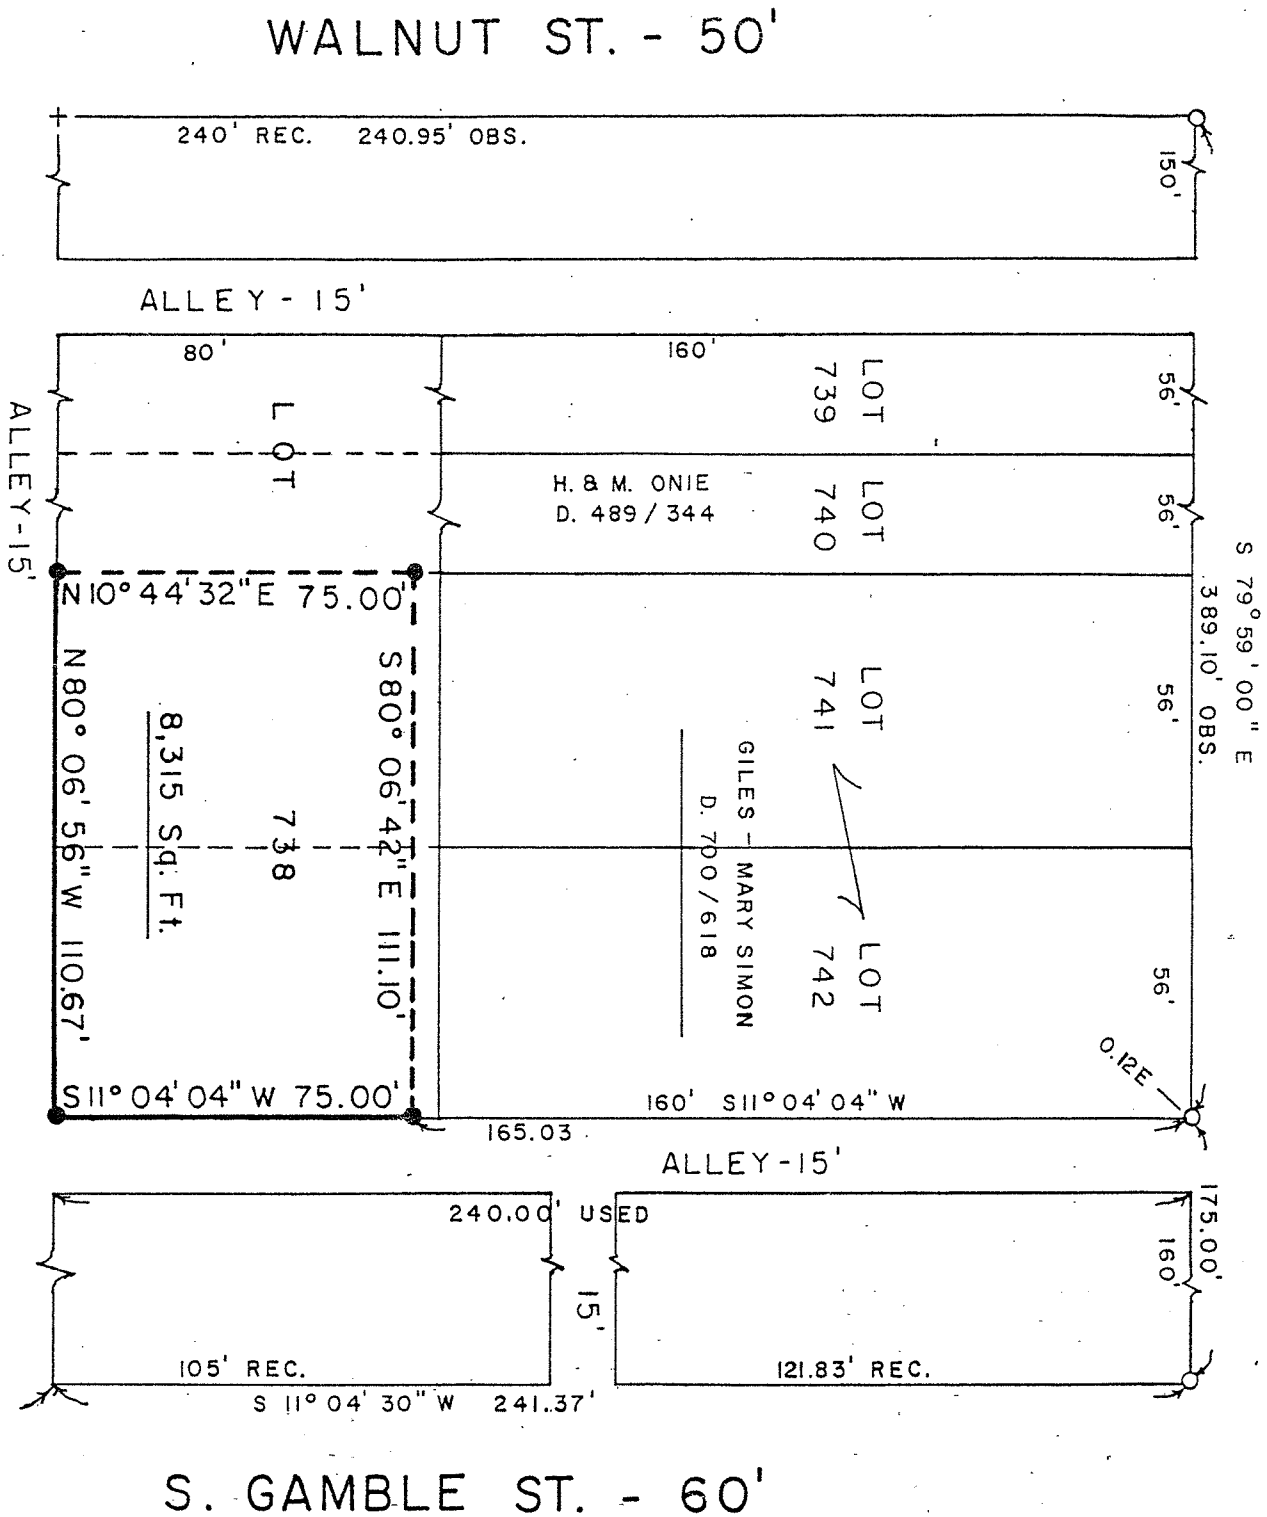 WALNUT ST. - 50'
240' REC. 240.95' OBS.
150'
ALLEY - 15'
80'
160'
LOT
739
56'
ALLEY-15'
LOT
738
H. & M. ONIE
D. 489 / 344
LOT
740
56'
S 79° 59' 00" E
389.10' OBS.
N 10° 44' 32" E 75.00'
N 80° 06' 56" W 110.67'
8,315 Sq. Ft.
S 80° 06' 42" E 111.10'
LOT
741
56'
GILES - MARY SIMON
D. 700 / 618
LOT
742
56'
0.12E
S 11° 04' 04" W 75.00'
160' S11° 04' 04" W
165.03
ALLEY -15'
240.00' USED
175.00'
160'
15'
105' REC.
121.83' REC.
S 11° 04' 30" W 241.37'
S. GAMBLE ST. - 60'